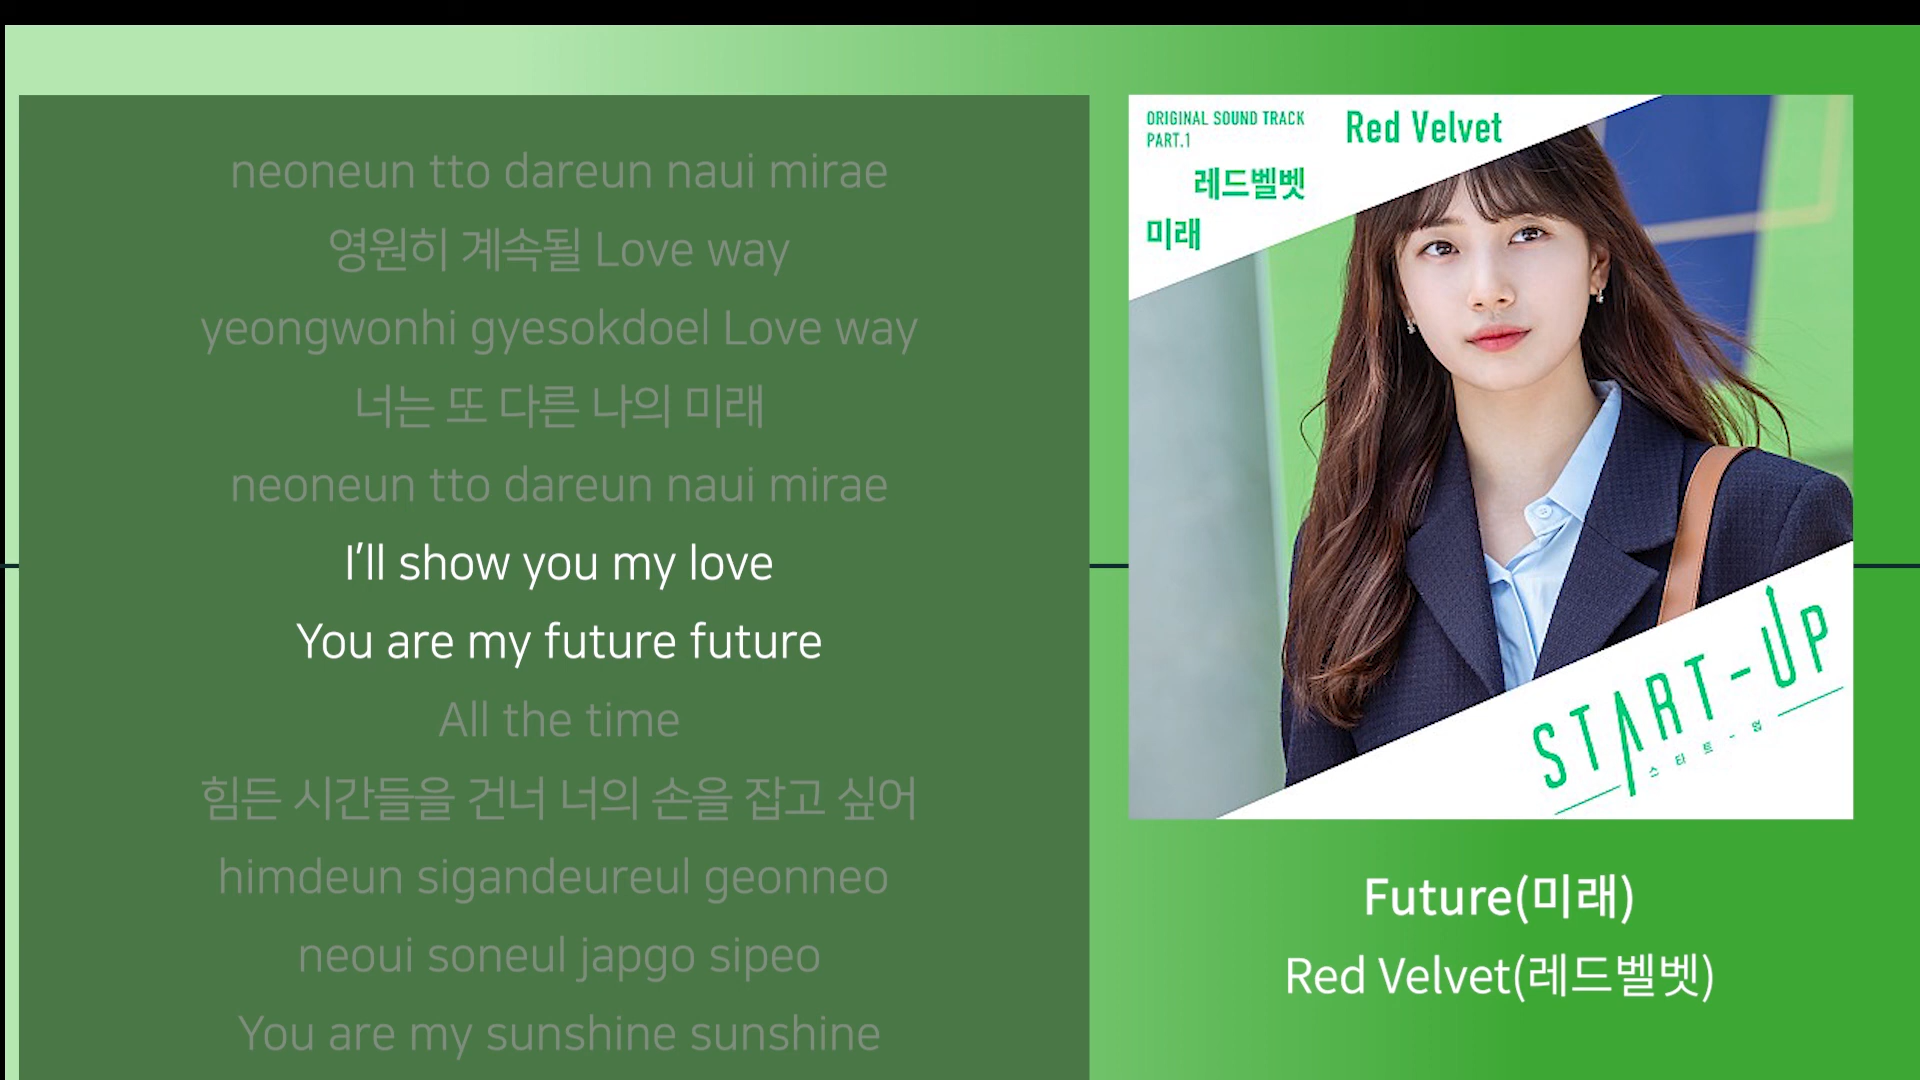 neoneun tto dareun naui mirae
영원히 계속될 Love way
yeongwonhi gyesokdoel Love way
너는 또 다른 나의 미래
neoneun tto dareun naui mirae
I'll show you my love
You are my future future
All the time
힘든 시간들을 건너 너의 손을 잡고 싶어
himdeun sigandeureul geonneo
neoui soneul japgo sipeo
You are my sunshine sunshine
ORIGINAL SOUND TRACK
PART.1
Red Velvet
레드벨벳
미래
START-UP
스타트-업
Future(미래)
Red Velvet(레드벨벳)